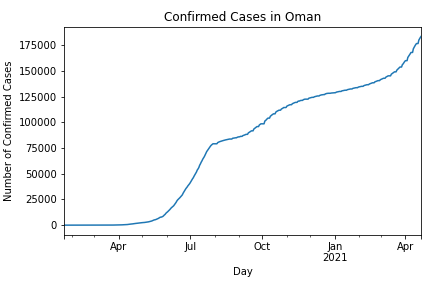 Confirmed Cases in Oman
Number of Confirmed Cases
175000
150000
125000
100000
75000
50000
25000
0
Apr Jul Oct Jan Apr
2021
Day